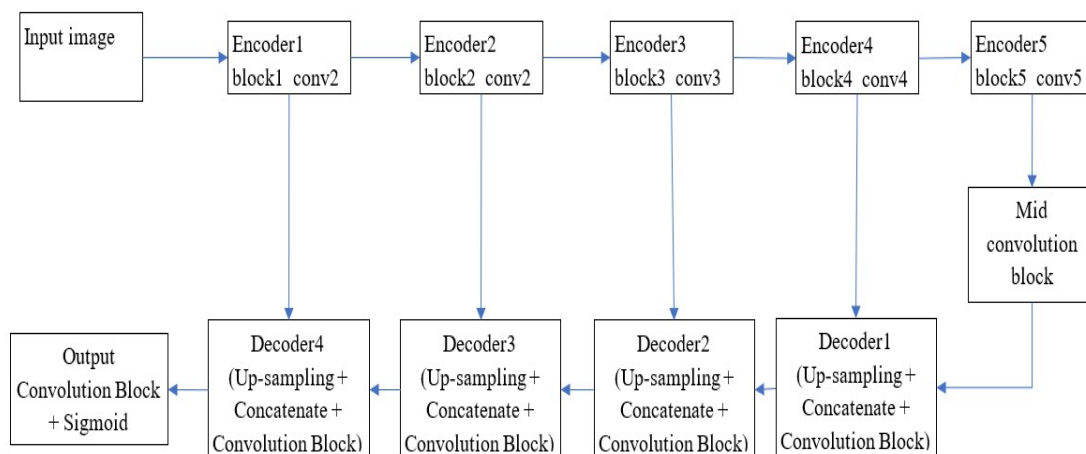 Input image
Encoder1
block1 conv2
Encoder2
block2 conv2
Encoder3
block3 conv3
Encoder4
block4 conv4
Encoder5
block5 conv5
Mid
convolution
block
Output
Convolution Block
+ Sigmoid
Decoder4
(Up-sampling +
Concatenate +
Convolution Block)
Decoder3
(Up-sampling +
Concatenate +
Convolution Block)
Decoder2
(Up-sampling +
Concatenate +
Convolution Block)
Decoder1
(Up-sampling +
Concatenate +
Convolution Block)